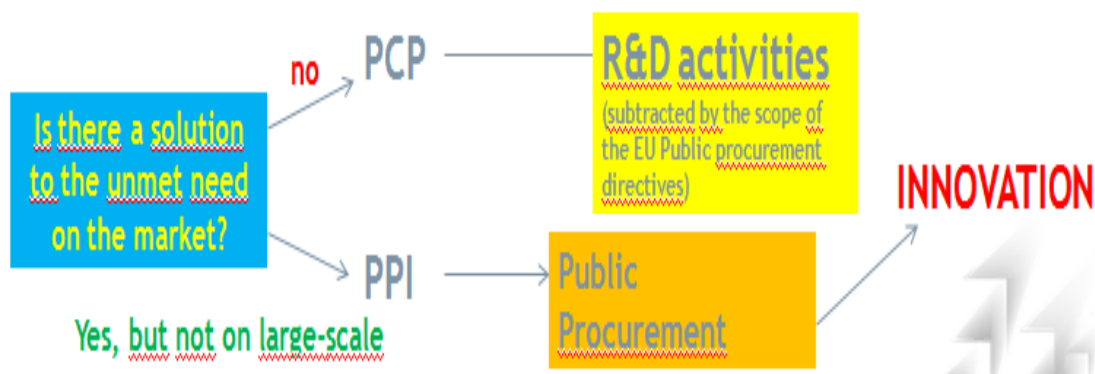 Is there a solution
to the unmet need
on the market?
no
PCP
R&D activities
(subtracted by the scope of
the EU Public procurement
directives)
Yes, but not on large-scale
PPI
Public
Procurement
INNOVATION